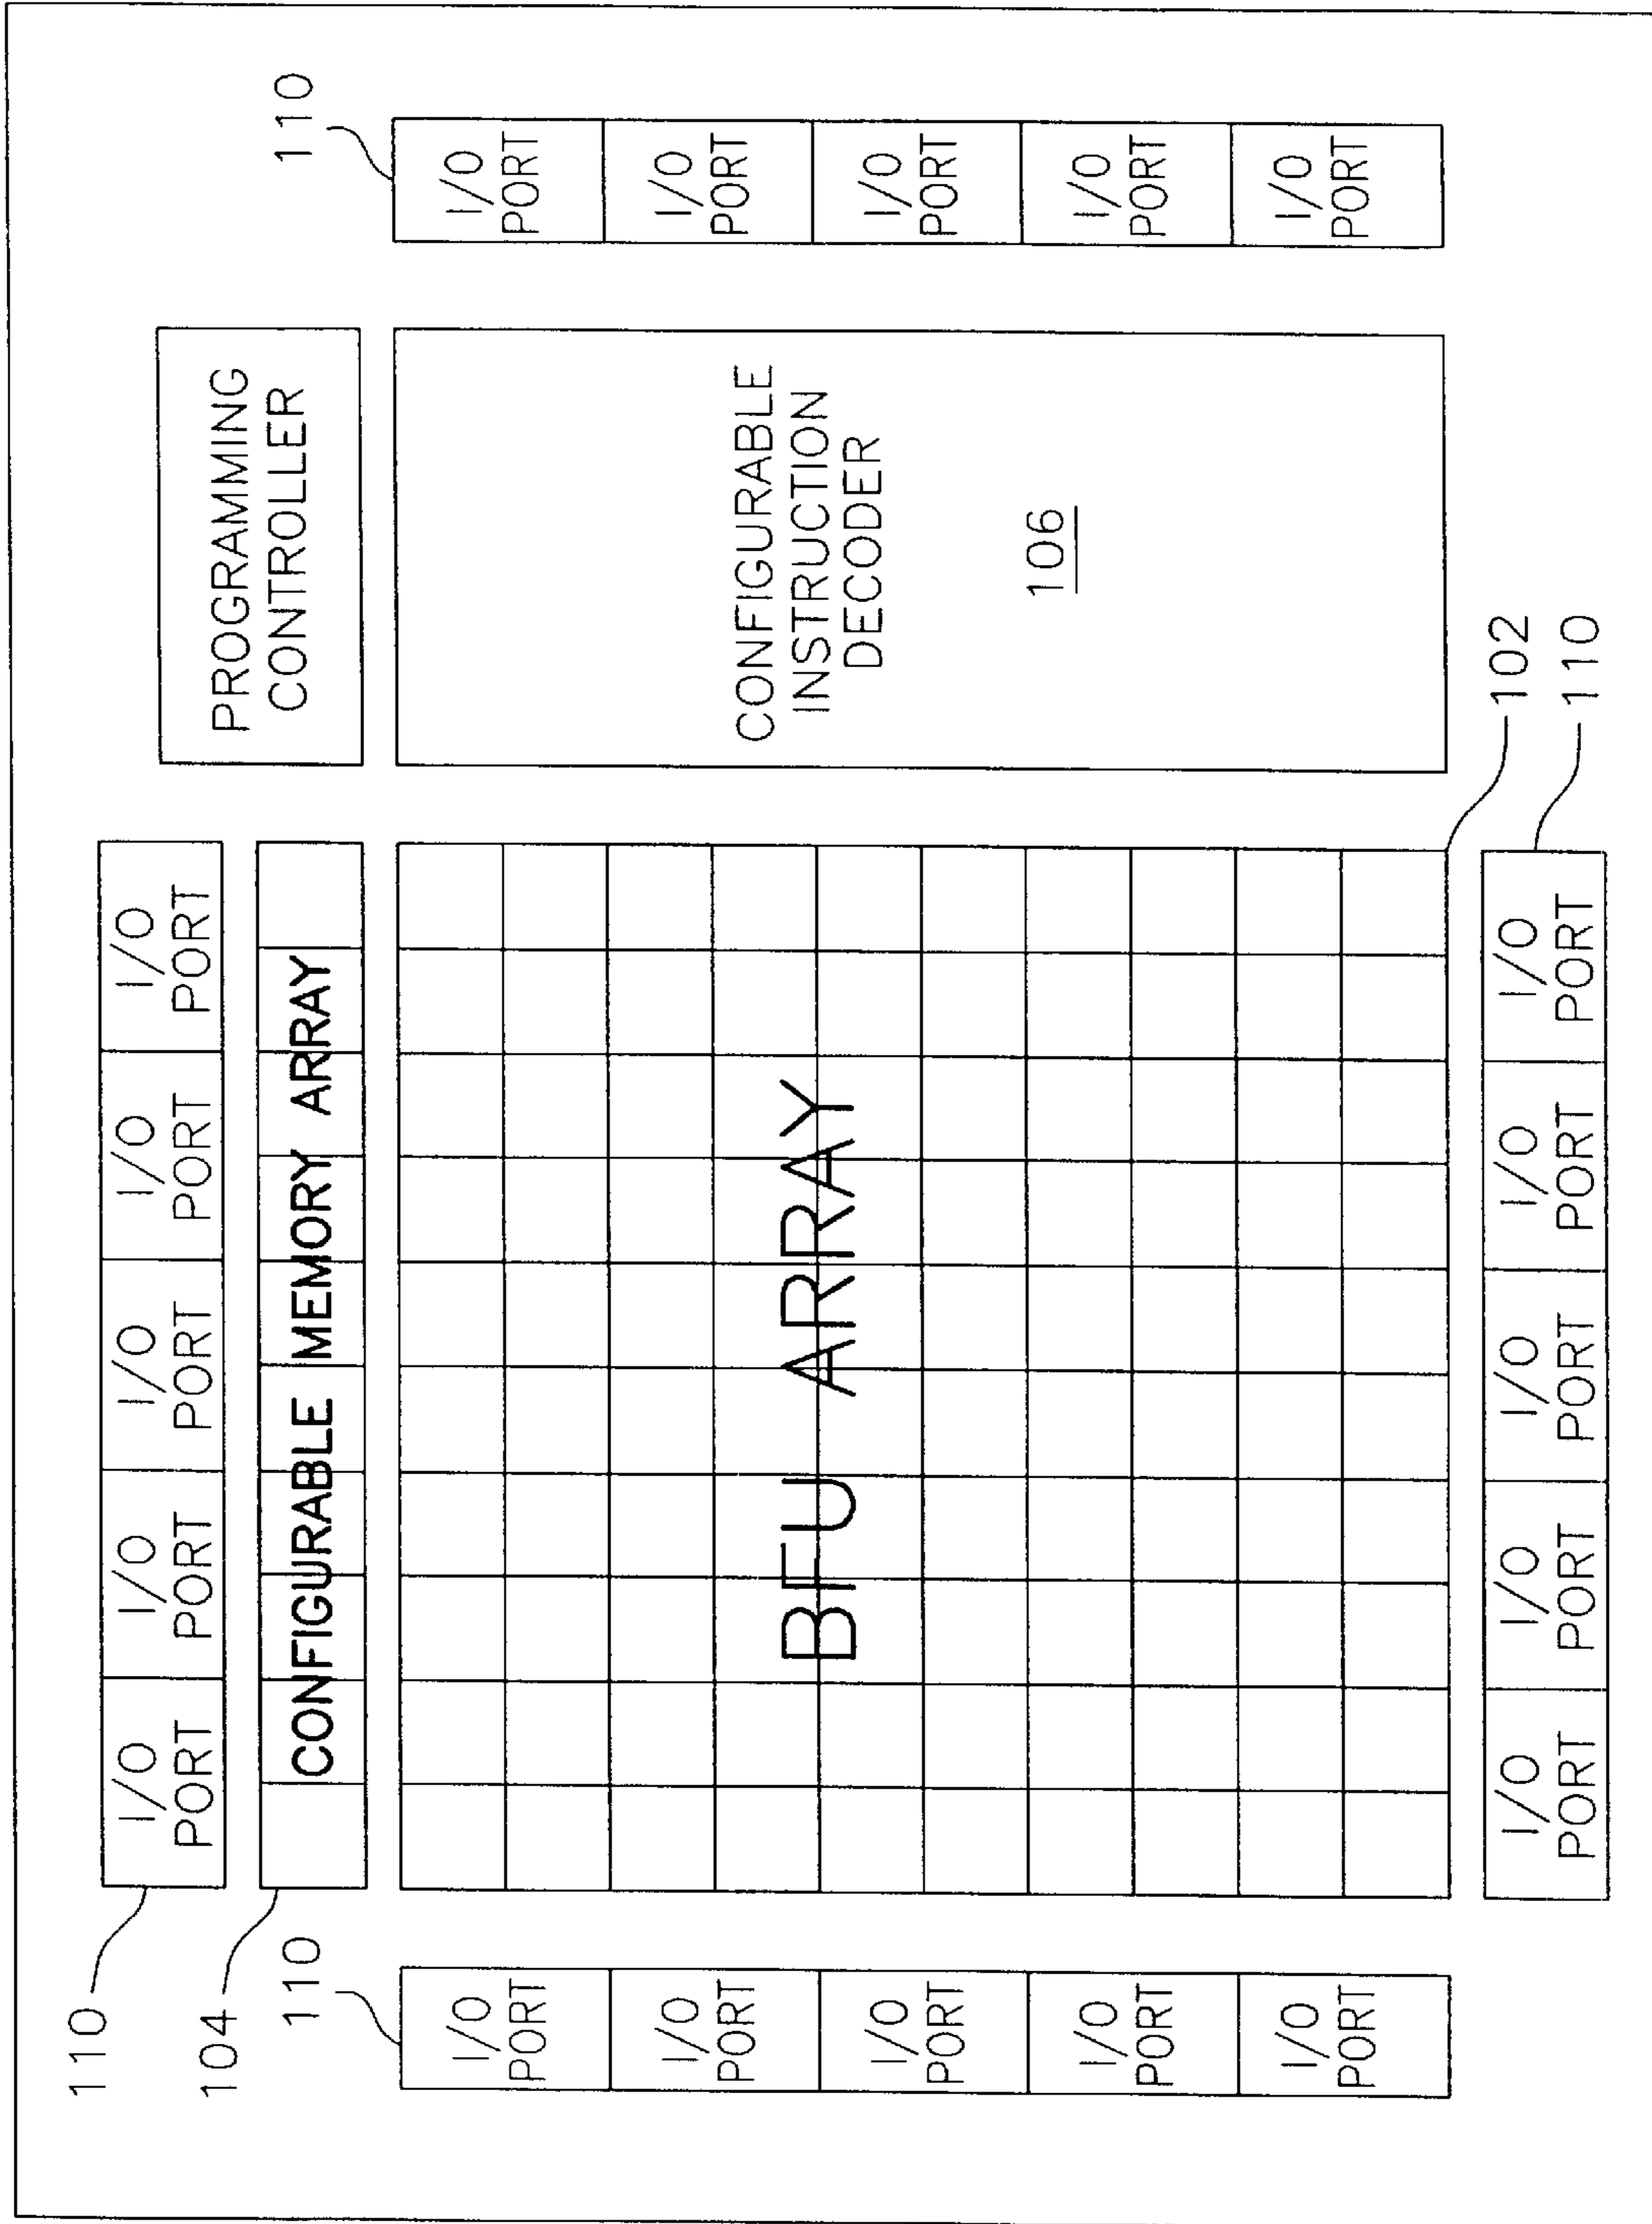 110
I/O
PORT
I/O
PORT
I/O
PORT
I/O
PORT
I/O
PORT
104
CONFIGURABLE MEMORY ARRAY
PROGRAMMING
CONTROLLER
110
I/O
PORT
I/O
PORT
I/O
PORT
I/O
PORT
I/O
PORT
BFU ARRAY
CONFIGURABLE
INSTRUCTION
DECODER
106
110
I/O
PORT
I/O
PORT
I/O
PORT
I/O
PORT
I/O
PORT
102
I/O
PORT
I/O
PORT
I/O
PORT
I/O
PORT
I/O
PORT
110